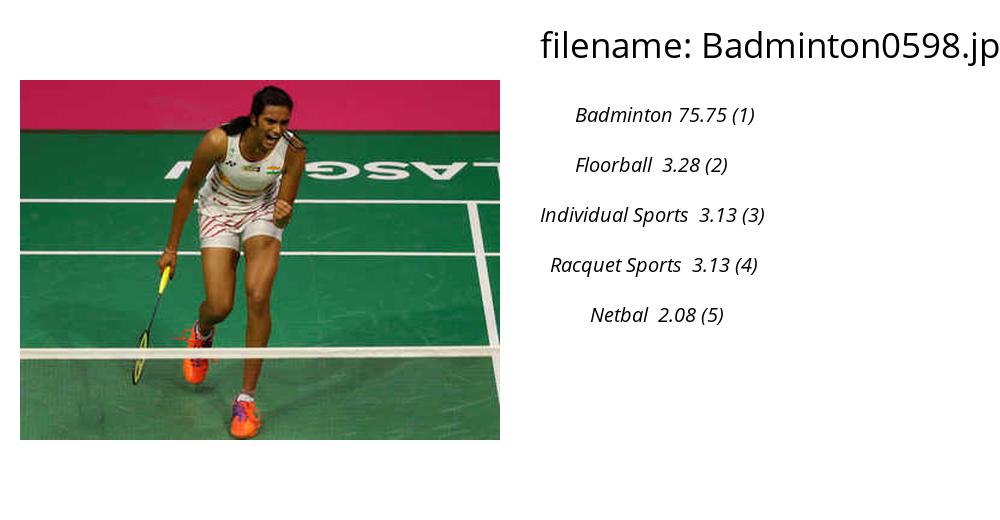 filename: Badminton0598.jp
Badminton 75.75 (1)
Floorball 3.28 (2)
Individual Sports 3.13 (3)
Racquet Sports 3.13 (4)
Netbal 2.08 (5)
LASGOW